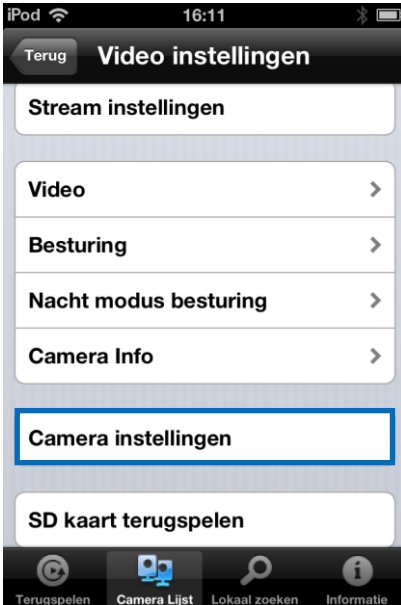 iPod 16:11
Terug Video instellingen
Stream instellingen
Video
Besturing
Nacht modus besturing
Camera Info
Camera instellingen
SD kaart terugspelen
Terugspelen Camera Lijst Lokaal zoeken Informatie